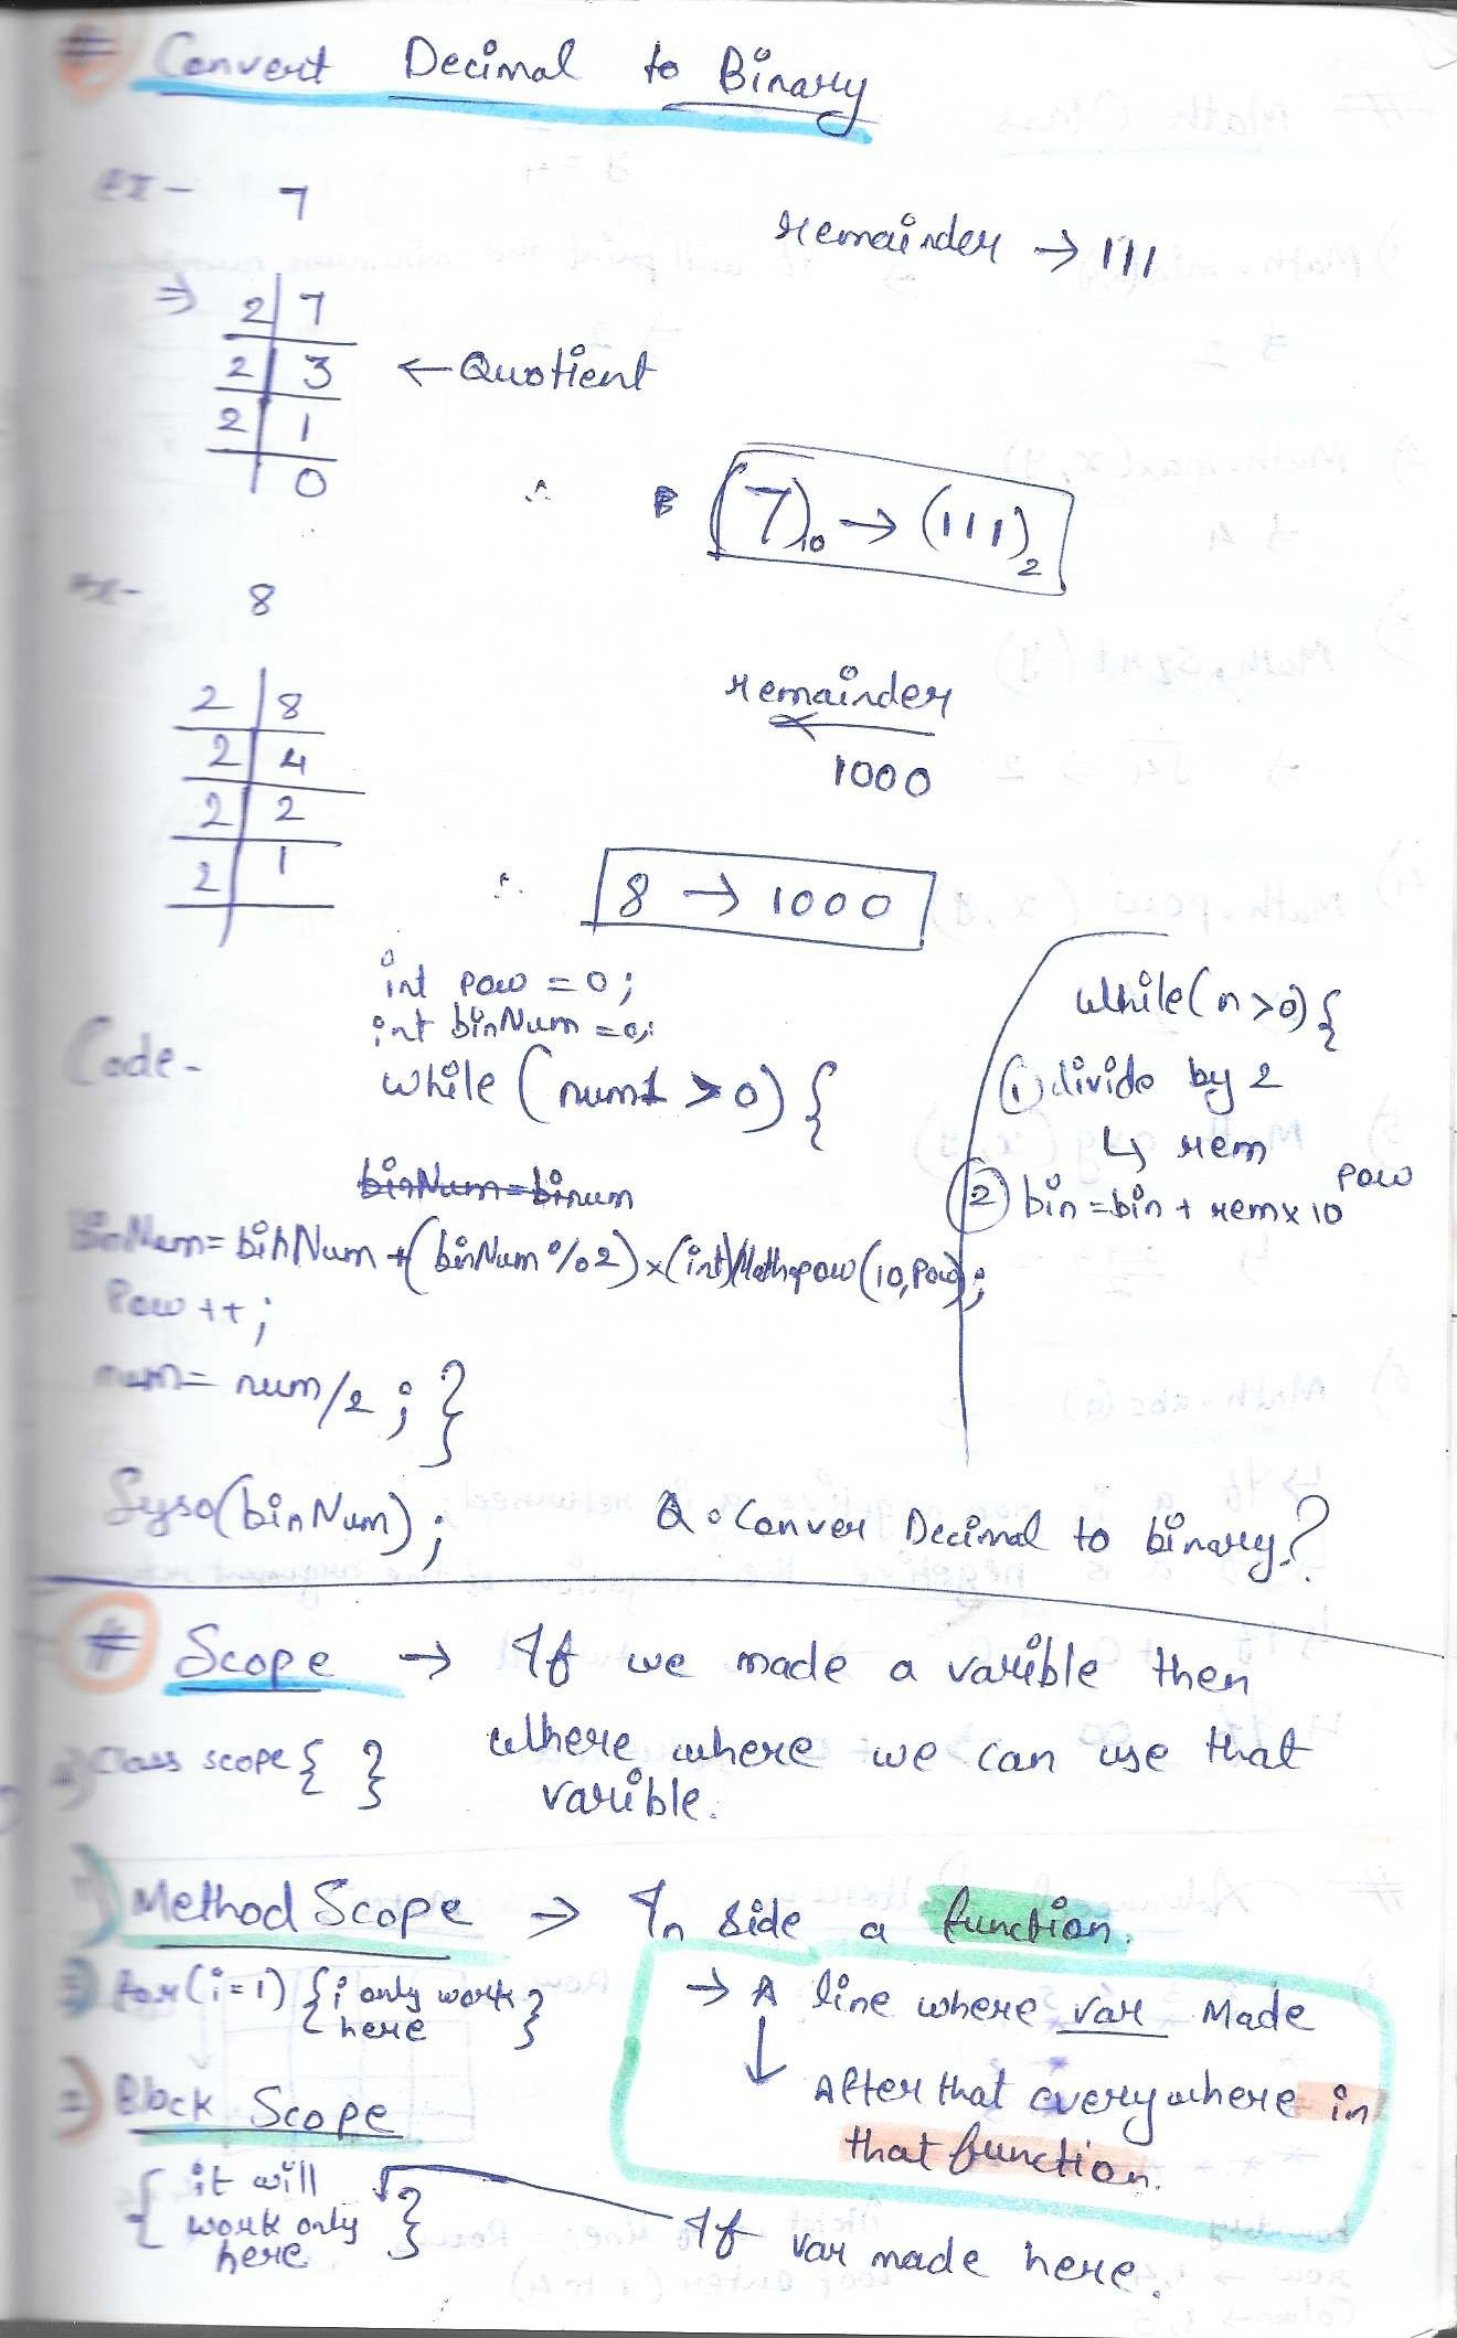 # Convert Decimal to Binary
ex- 7
remainder → 111
⇒ 2 7
2 3 ← Quotient
2 1
0
∴ (7)10 → (111)2
ex- 8
2 8
2 4
2 2
2 1
remainder
1000
∴ 8 → 1000
Code-
int pow = 0;
int binNum = 0;
while (num1 > 0) {
binNum = binum
binNum = binNum + (binNum % 2) × (int) Math.pow(10, Pow);
Pow ++;
num = num/2 ; }
Syso(binNum);
while (n > 0) {
① divide by 2
↳ rem
② bin = bin + rem x 10 pow
Q. Conver Decimal to binary?
# Scope → If we made a varible then
where where we can use that
varible.
Class scope { }
Method Scope → In side a function.
for (i = 1) { i only work
here }
→ A line where var Made
↓ After that everywhere in
that function.
⇒) Block Scope
{ it will
work only
here }
If var made here.